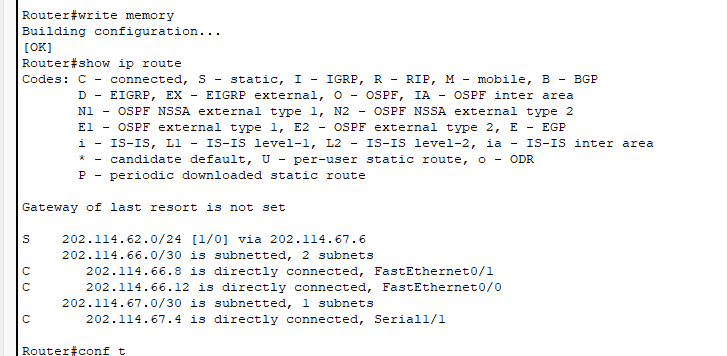 Router#write memory
Building configuration...
[OK]
Router#show ip route
Codes: C - connected, S - static, I - IGRP, R - RIP, M - mobile, B - BGP
       D - EIGRP, EX - EIGRP external, O - OSPF, IA - OSPF inter area
       N1 - OSPF NSSA external type 1, N2 - OSPF NSSA external type 2
       E1 - OSPF external type 1, E2 - OSPF external type 2, E - EGP
       i - IS-IS, L1 - IS-IS level-1, L2 - IS-IS level-2, ia - IS-IS inter area
       * - candidate default, U - per-user static route, o - ODR
       P - periodic downloaded static route
Gateway of last resort is not set
S    202.114.62.0/24 [1/0] via 202.114.67.6
     202.114.66.0/30 is subnetted, 2 subnets
C       202.114.66.8 is directly connected, FastEthernet0/1
C       202.114.66.12 is directly connected, FastEthernet0/0
     202.114.67.0/30 is subnetted, 1 subnets
C       202.114.67.4 is directly connected, Serial1/1
Router#conf t